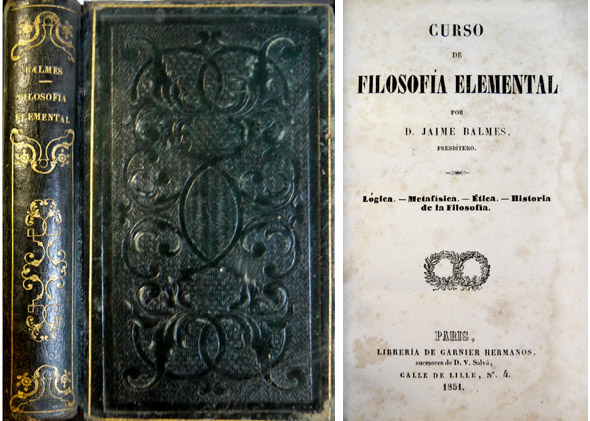 BALMES
FILOSOFIA
ELEMENTAL
CURSO
DE
FILOSOFÍA ELEMENTAL
POR
D. JAIME BALMES,
PRESBÍTERO.
Lógica. — Metafísica. — Ética. — Historia
de la Filosofía.
PARIS,
LIBRERÍA DE GARNIER HERMANOS,
sucesores de D. V. Salvá,
CALLE DE LILLE, Nº. 4.
1851.